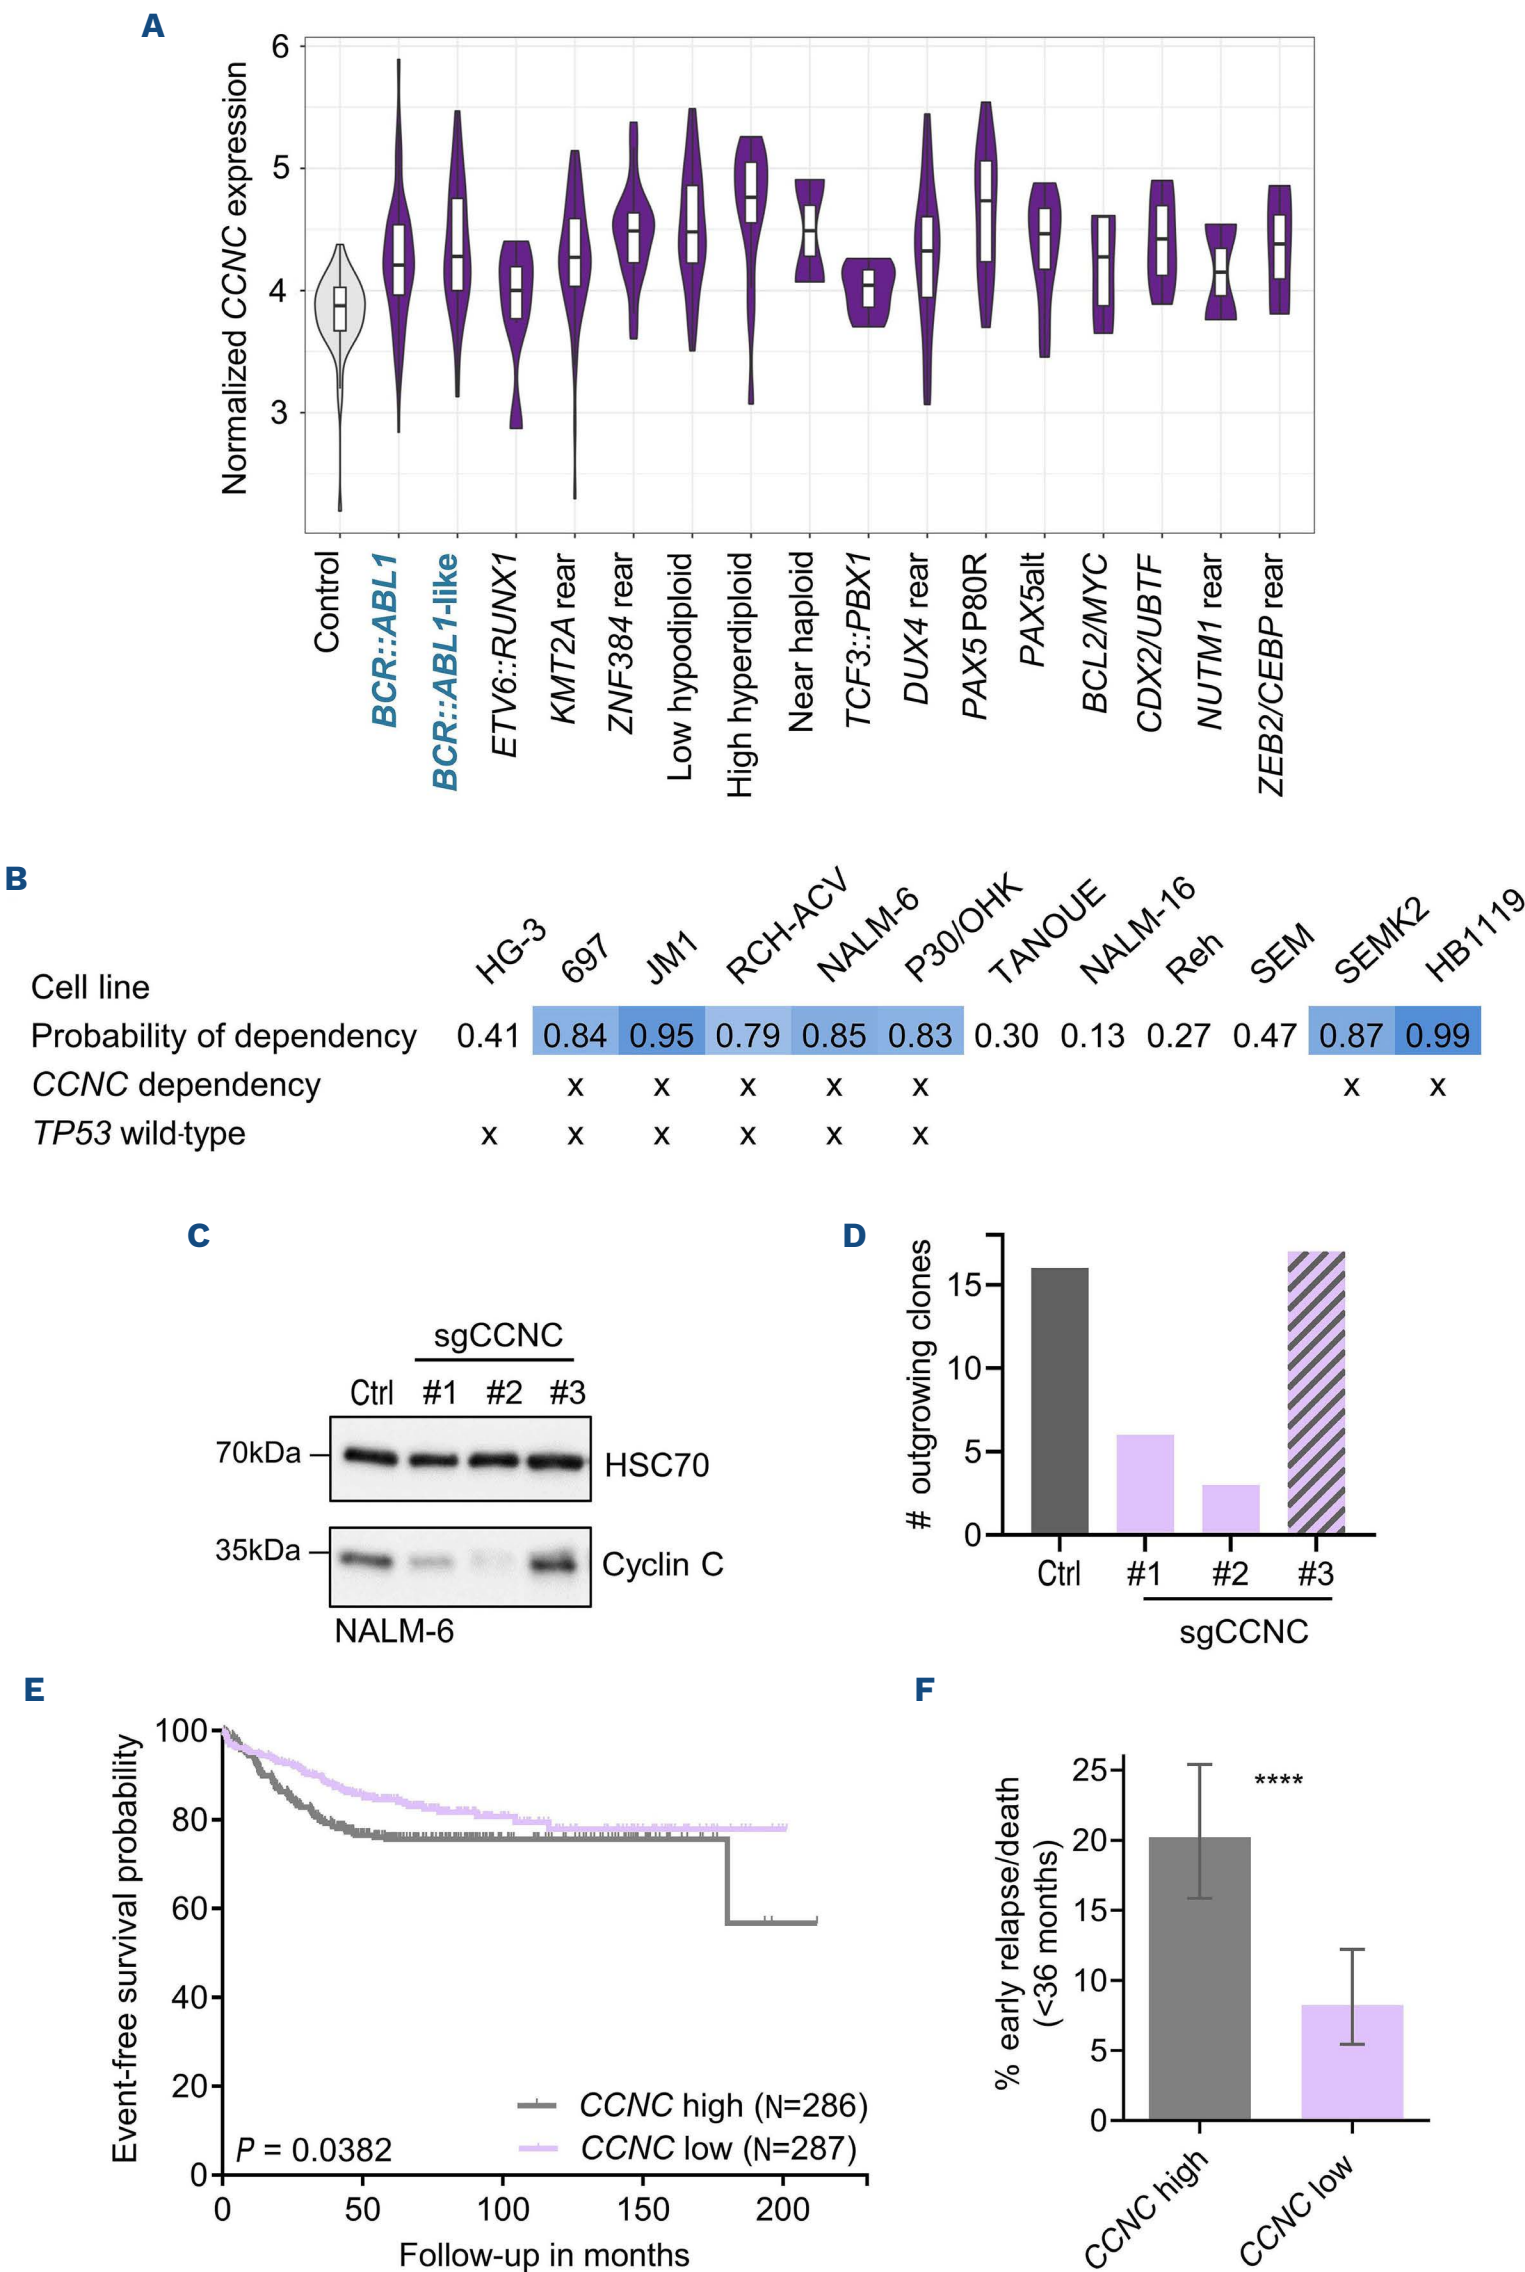 A
Normalized CCNC expression
6
5
4
3
Control
BCR::ABL1
BCR::ABL1-like
ETV6::RUNX1
KMT2A rear
ZNF384 rear
Low hypodiploid
High hyperdiploid
Near haploid
TCF3::PBX1
DUX4 rear
PAX5 P80R
PAX5alt
BCL2/MYC
CDX2/UBTF
NUTM1 rear
ZEB2/CEBP rear
B
Cell line HG-3 697 JM1 RCH-ACV NALM-6 P30/OHK TANOUE NALM-16 Reh SEM SEMK2 HB1119
Probability of dependency 0.41 0.84 0.95 0.79 0.85 0.83 0.30 0.13 0.27 0.47 0.87 0.99
CCNC dependency x x x x x x x
TP53 wild-type x x x x x x
C
sgCCNC
Ctrl #1 #2 #3
70kDa HSC70
35kDa Cyclin C
NALM-6
D
# outgrowing clones
15
10
5
0
Ctrl #1 #2 #3
sgCCNC
E
Event-free survival probability
100
80
60
40
20
0
CCNC high (N=286)
CCNC low (N=287)
P = 0.0382
0 50 100 150 200
Follow-up in months
F
% early relapse/death
(<36 months)
25
20
15
10
5
0
****
CCNC high
CCNC low